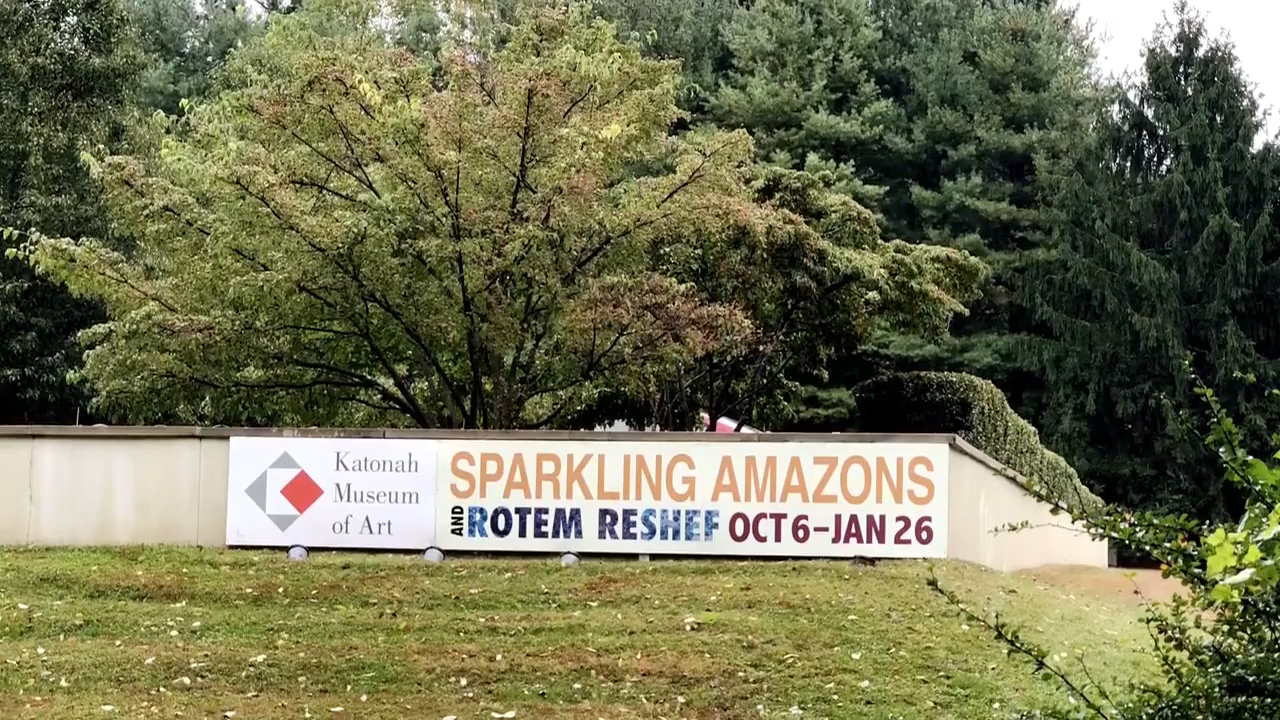 Katonah
Museum
of Art
SPARKLING AMAZONS
AND ROTEM RESHEF OCT 6–JAN 26